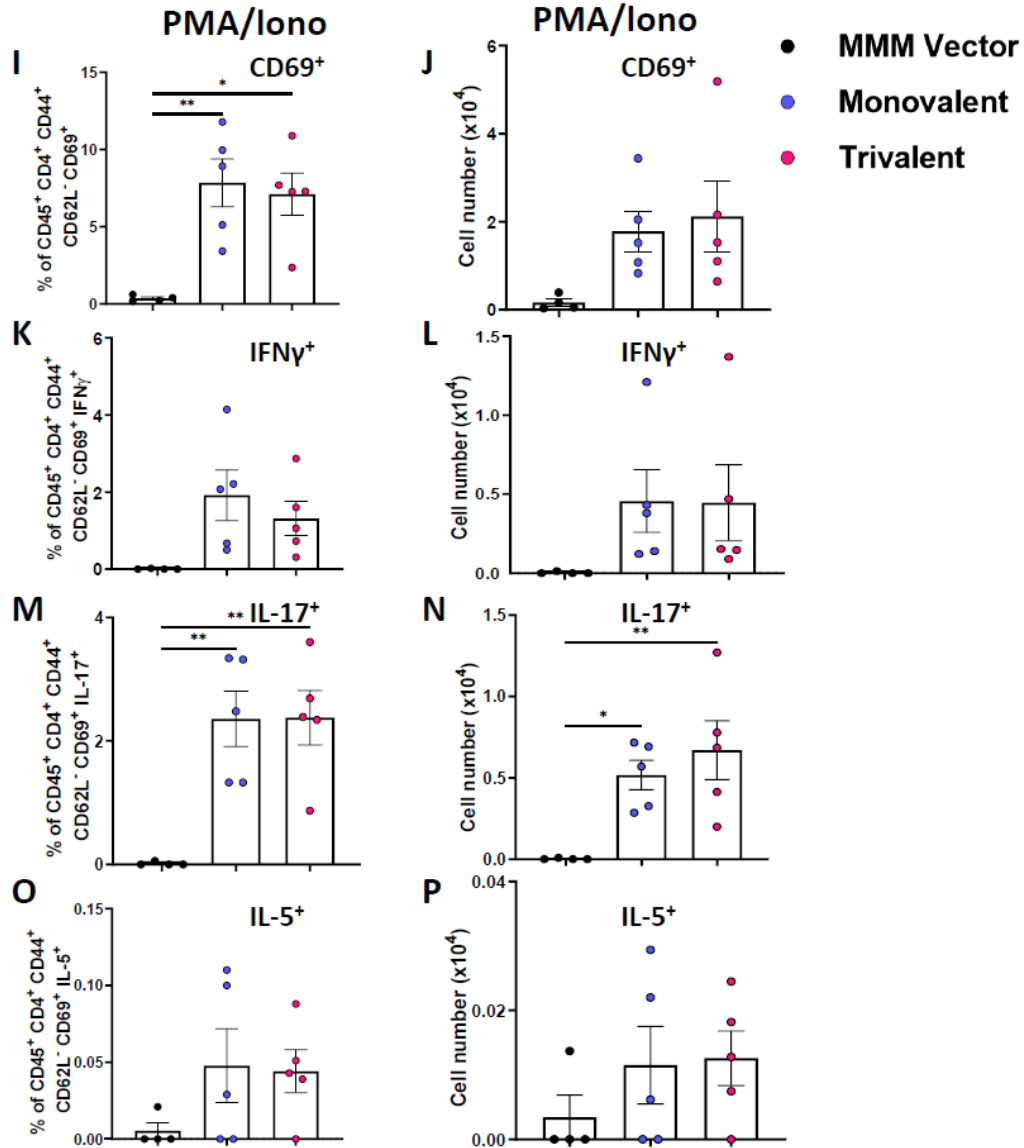 PMA/Iono
PMA/Iono
MMM Vector
Monovalent
Trivalent
I
CD69⁺
% of CD45⁺ CD4⁺ CD44⁺
CD62L⁻ CD69⁺
15
10
5
0
*
**
J
CD69⁺
Cell number (x10⁴)
6
4
2
0
K
IFNγ⁺
% of CD45⁺ CD4⁺ CD44⁺
CD62L⁻ CD69⁺ IFNγ⁺
6
4
2
0
L
IFNγ⁺
Cell number (x10⁴)
1.5
1.0
0.5
0.0
M
IL-17⁺
% of CD45⁺ CD4⁺ CD44⁺
CD62L⁻ CD69⁺ IL-17⁺
4
2
0
**
**
N
IL-17⁺
Cell number (x10⁴)
1.5
1.0
0.5
0.0
**
*
O
IL-5⁺
% of CD45⁺ CD4⁺ CD44⁺
CD62L⁻ CD69⁺ IL-5⁺
0.15
0.10
0.05
0.00
P
IL-5⁺
Cell number (x10⁴)
0.04
0.02
0.00